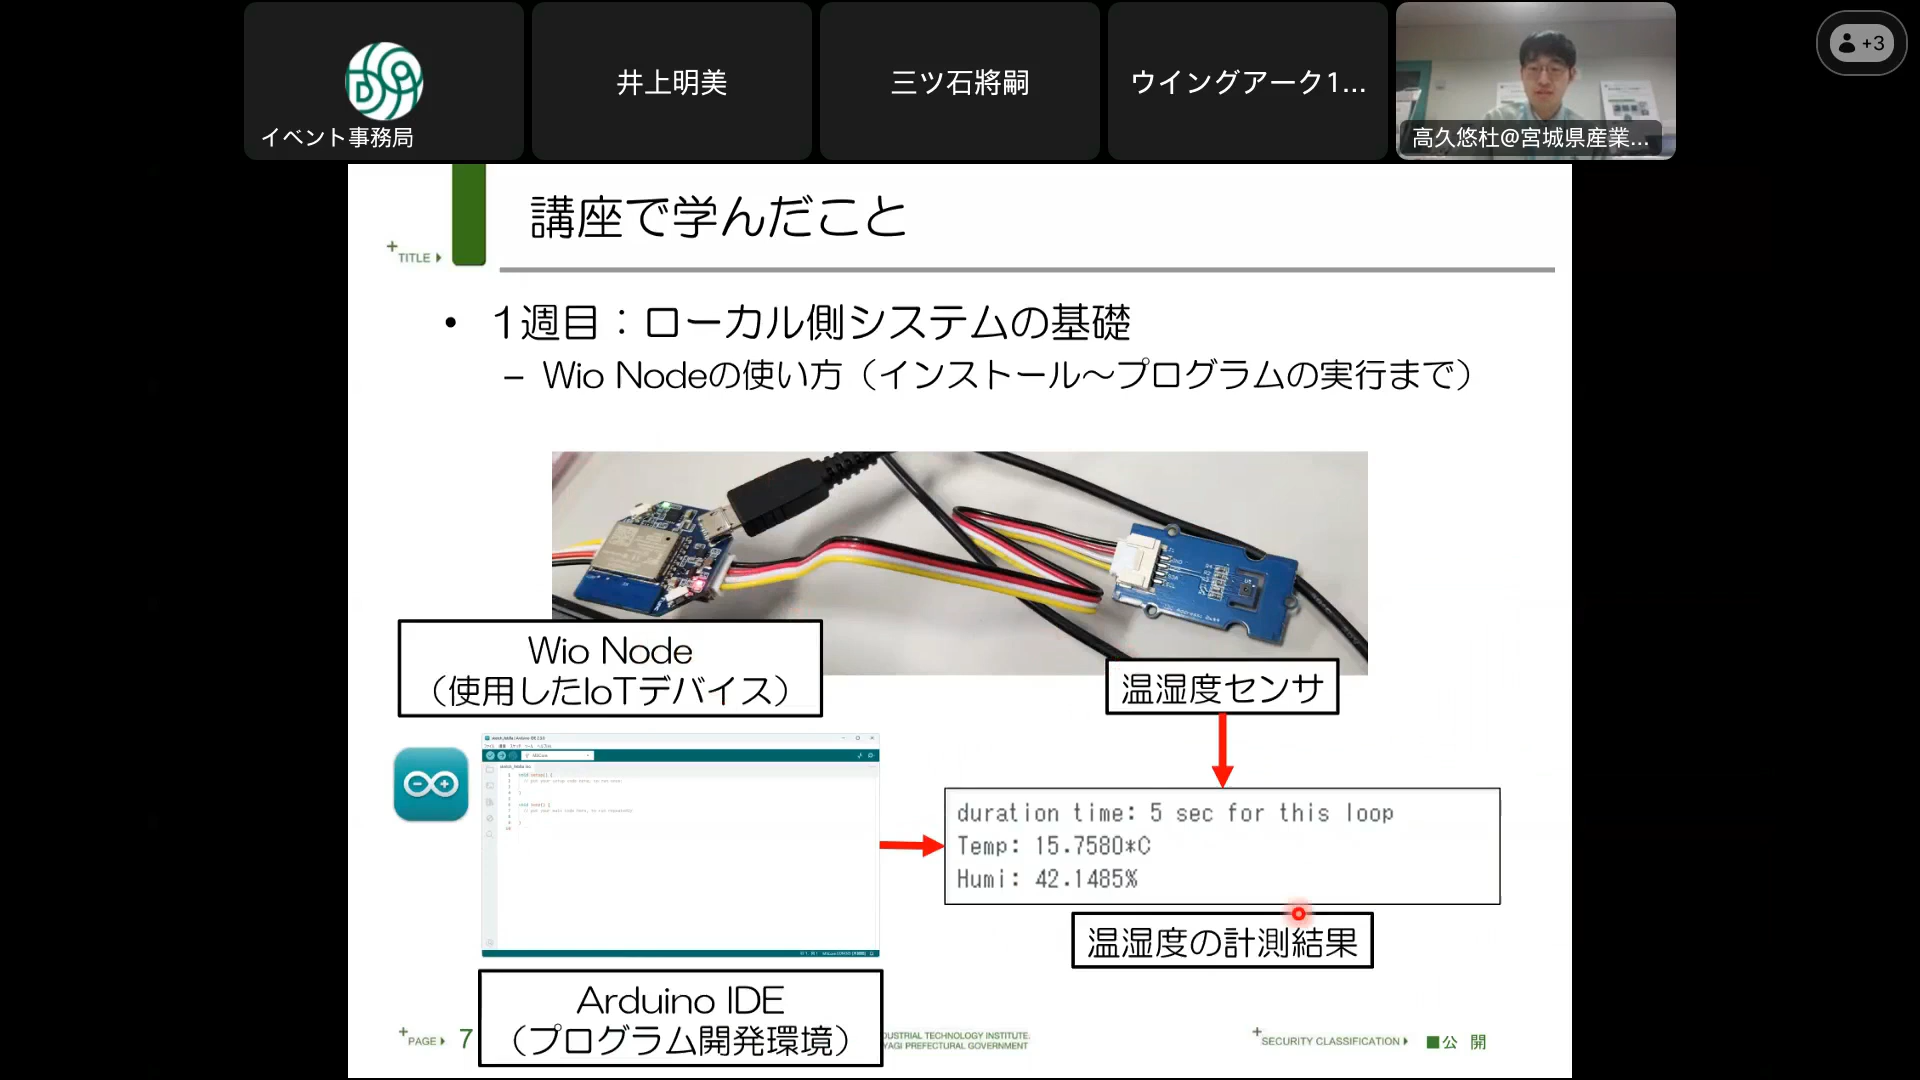 イベント事務局
井上明美
三ツ石將嗣
ウイングアーク1...
高久悠杜@宮城県産業...
+3
講座で学んだこと
TITLE
• 1週目：ローカル側システムの基礎
– Wio Nodeの使い方（インストール～プログラムの実行まで）
Wio Node
（使用したIoTデバイス）
温湿度センサ
duration time: 5 sec for this loop
Temp: 15.7580*C
Humi: 42.1485%
温湿度の計測結果
Arduino IDE
（プログラム開発環境）
PAGE 7
DUSTRIAL TECHNOLOGY INSTITUTE.
YAGI PREFECTURAL GOVERNMENT
SECURITY CLASSIFICATION ■公 開